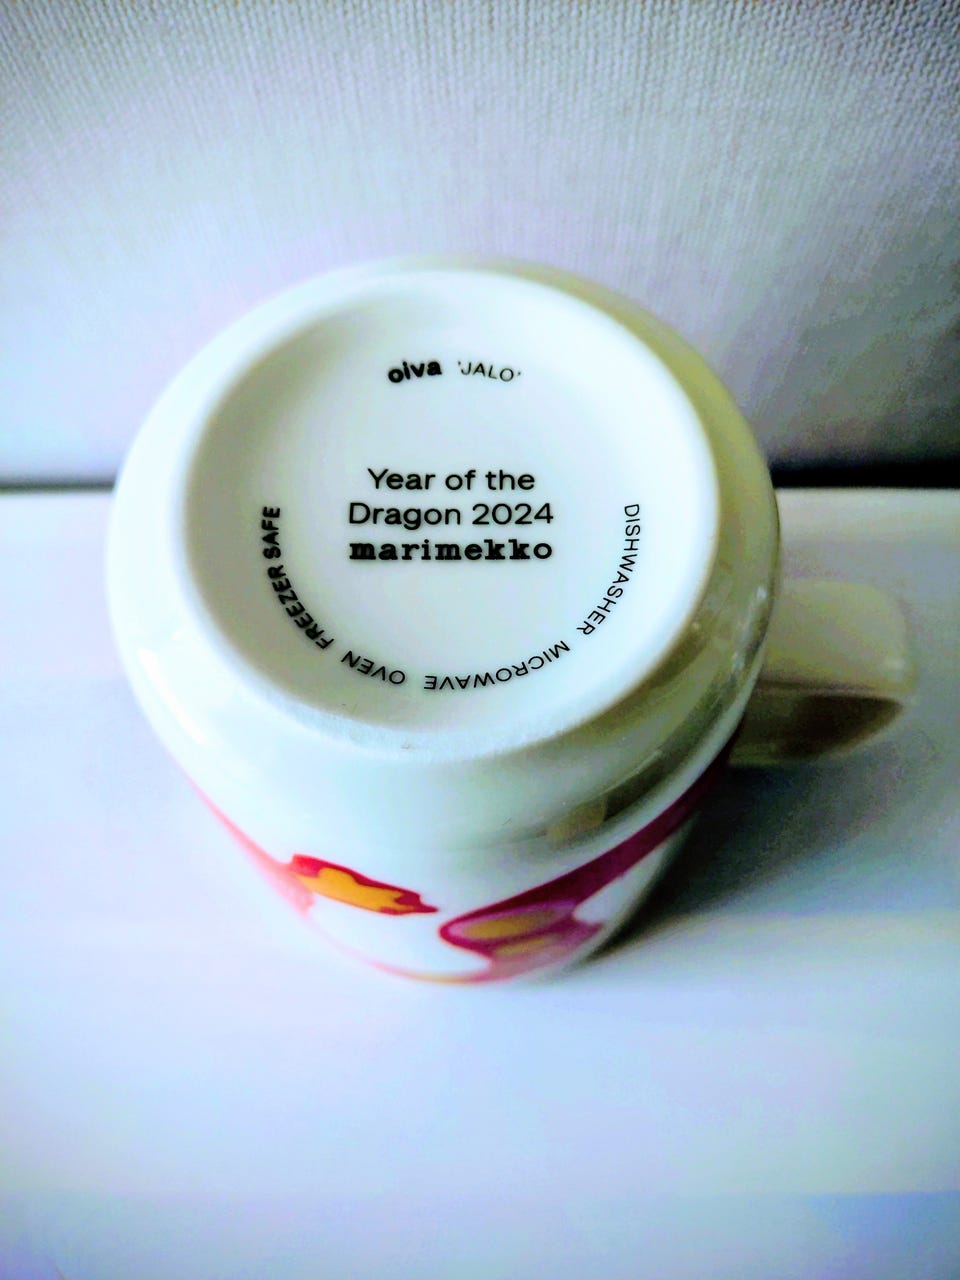 oiva 'JALO'
Year of the
Dragon 2024
marimekko
DISHWASHER MICROWAVE OVEN FREEZER SAFE